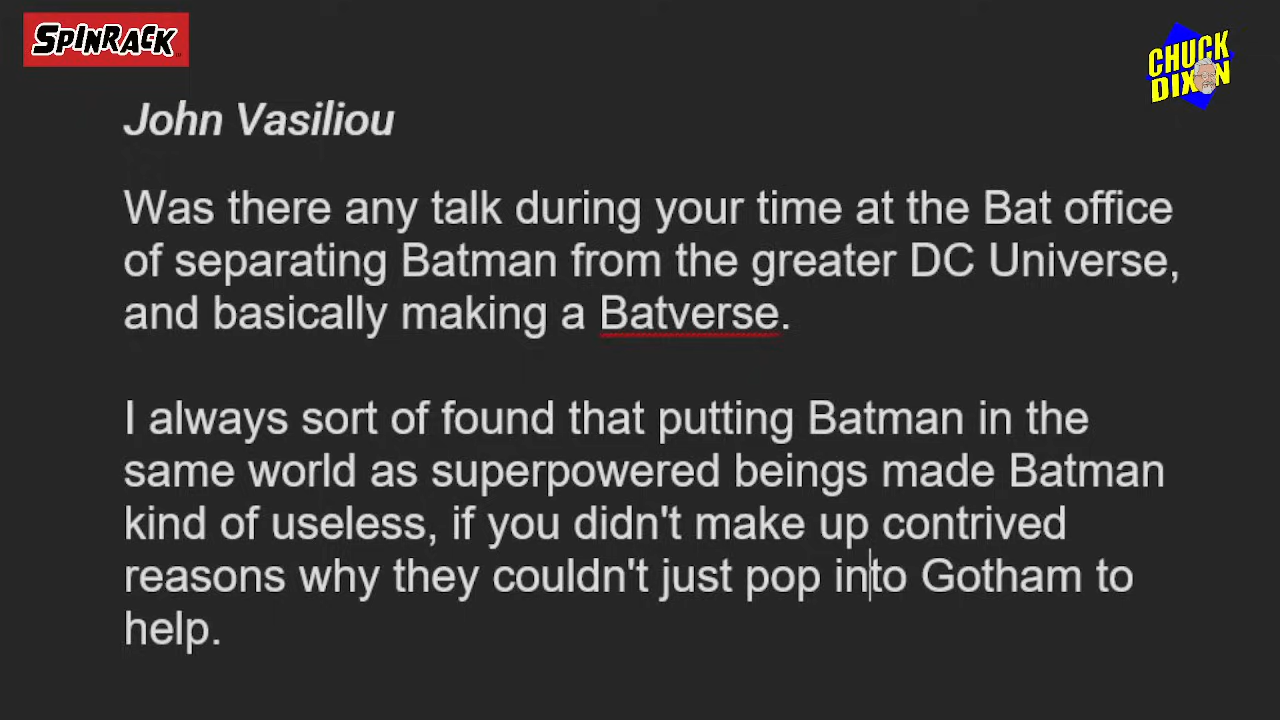 SPINRACK
CHUCK
DIXON
John Vasiliou
Was there any talk during your time at the Bat office
of separating Batman from the greater DC Universe,
and basically making a Batverse.
I always sort of found that putting Batman in the
same world as superpowered beings made Batman
kind of useless, if you didn't make up contrived
reasons why they couldn't just pop into Gotham to
help.